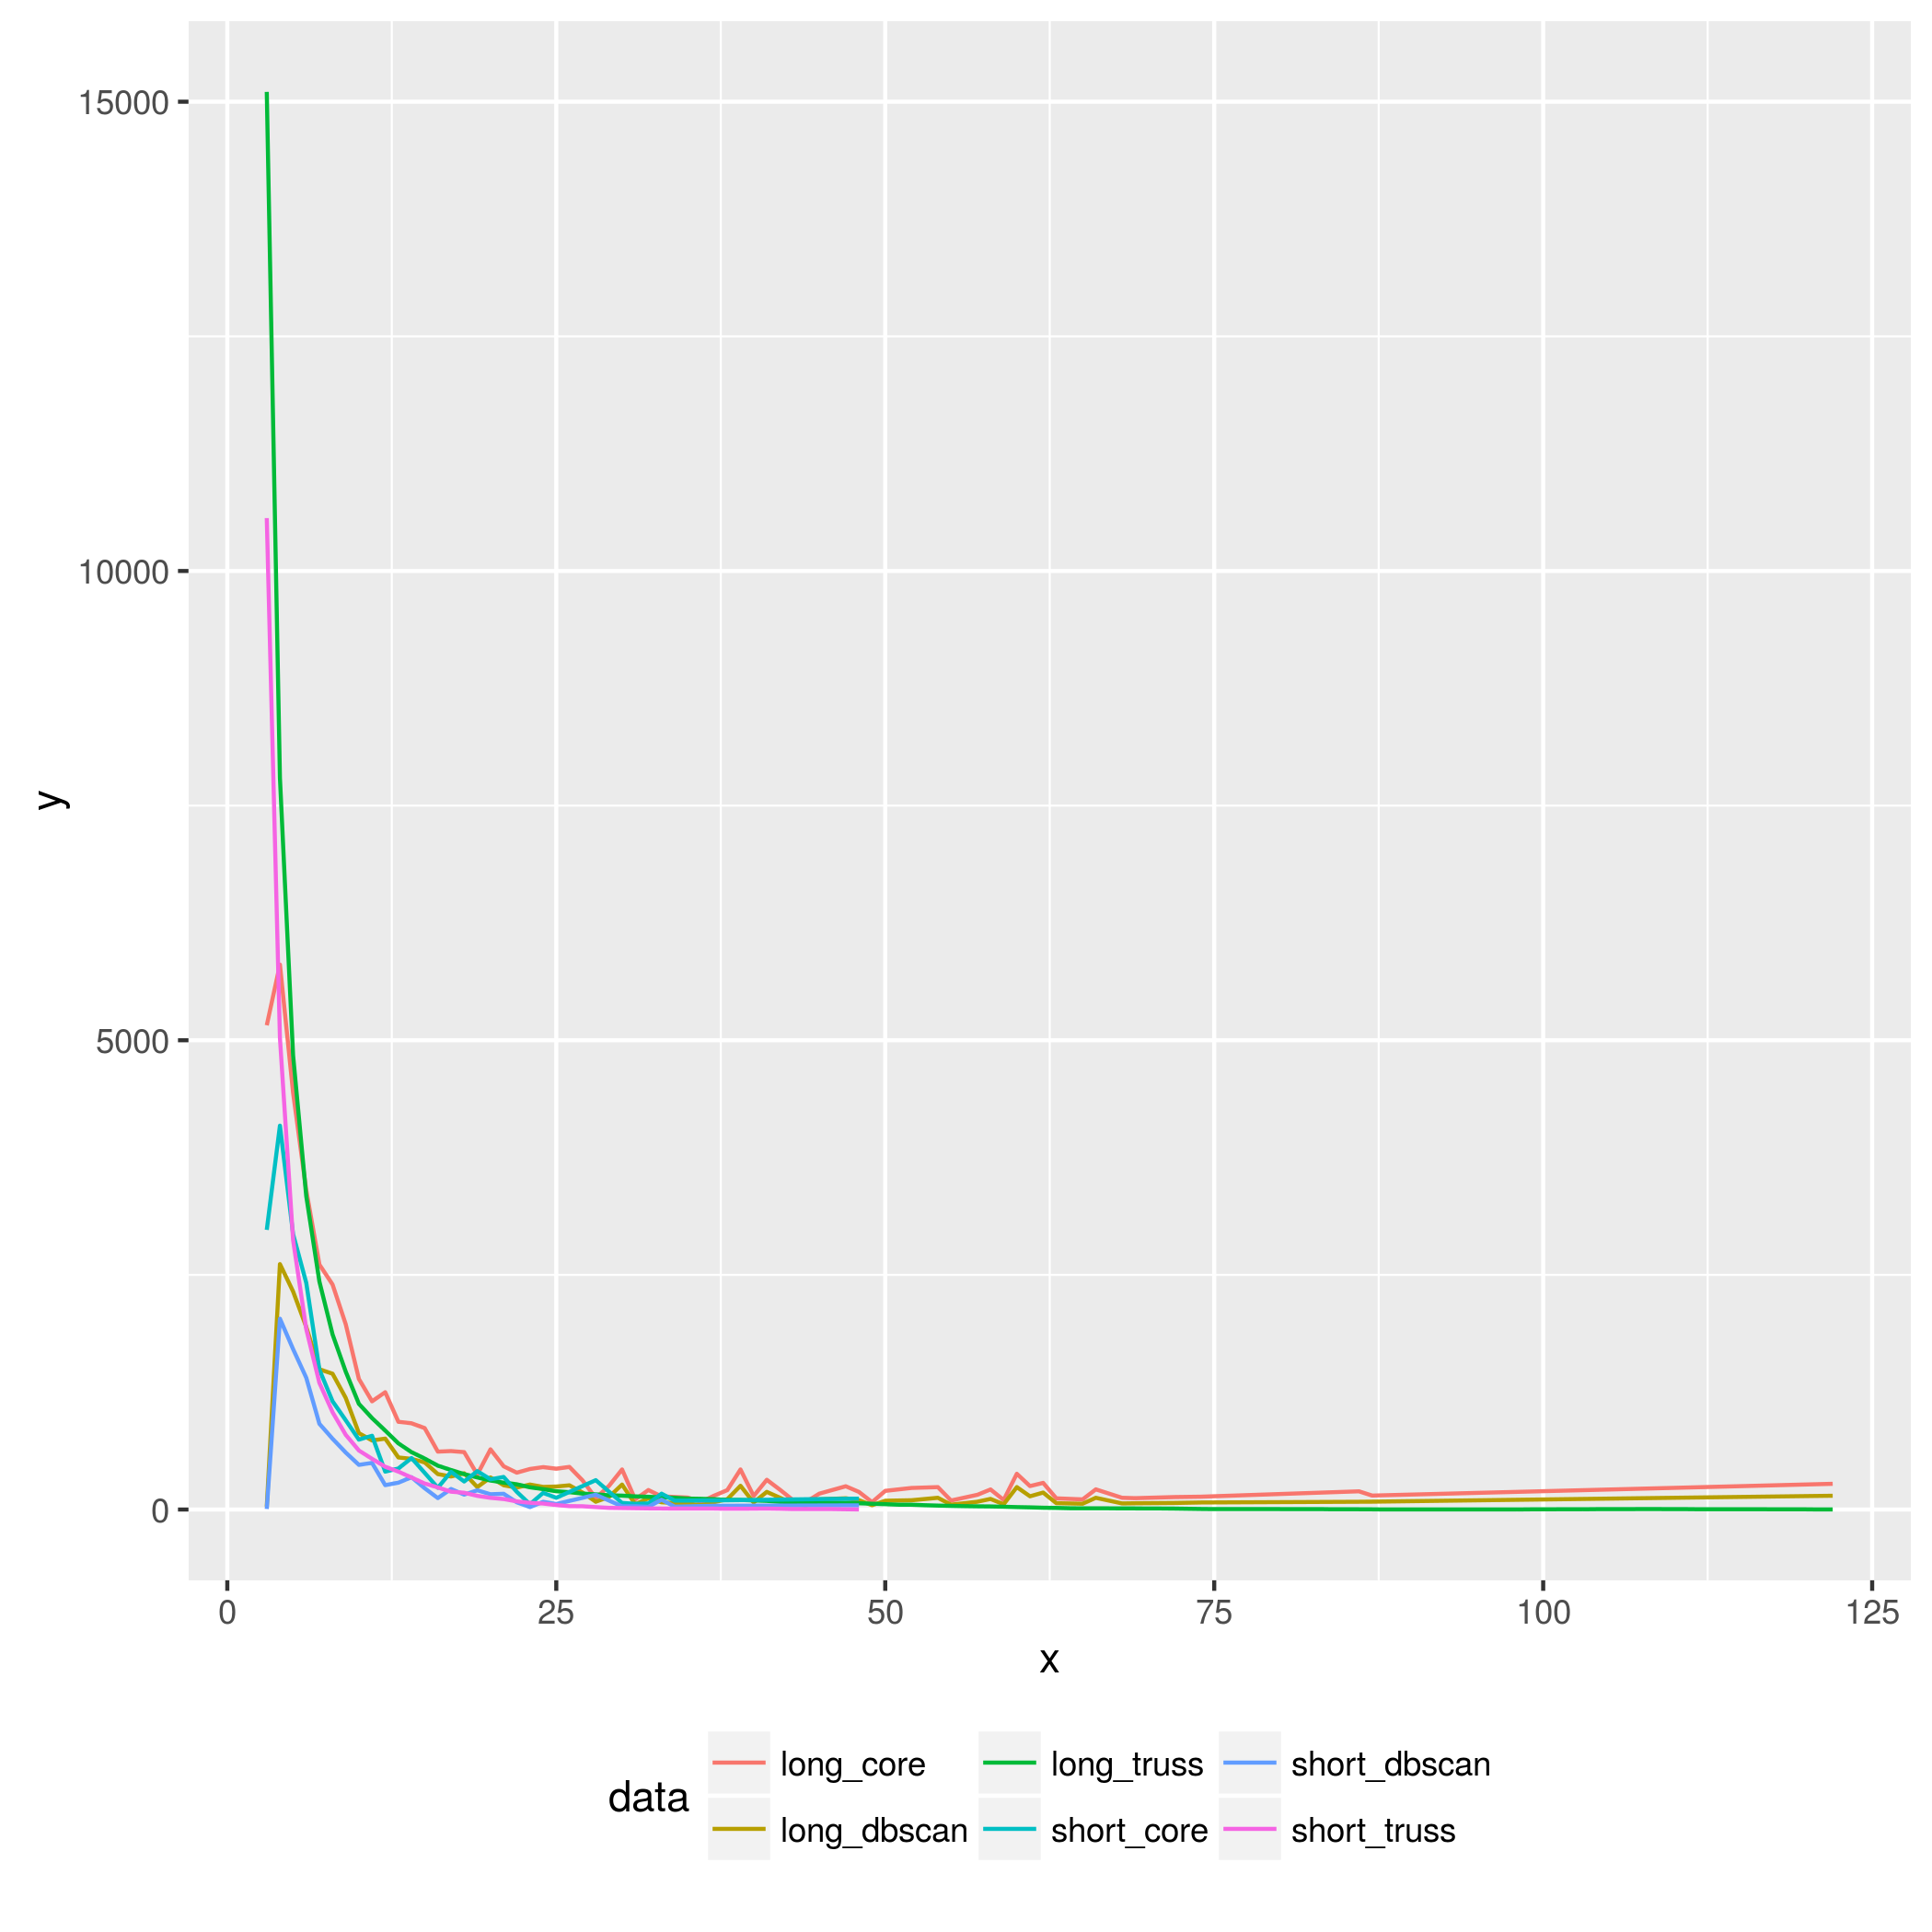 15000
10000
5000
0
y
0 25 50 75 100 125
x
data
long_core long_truss short_dbscan
long_dbscan short_core short_truss